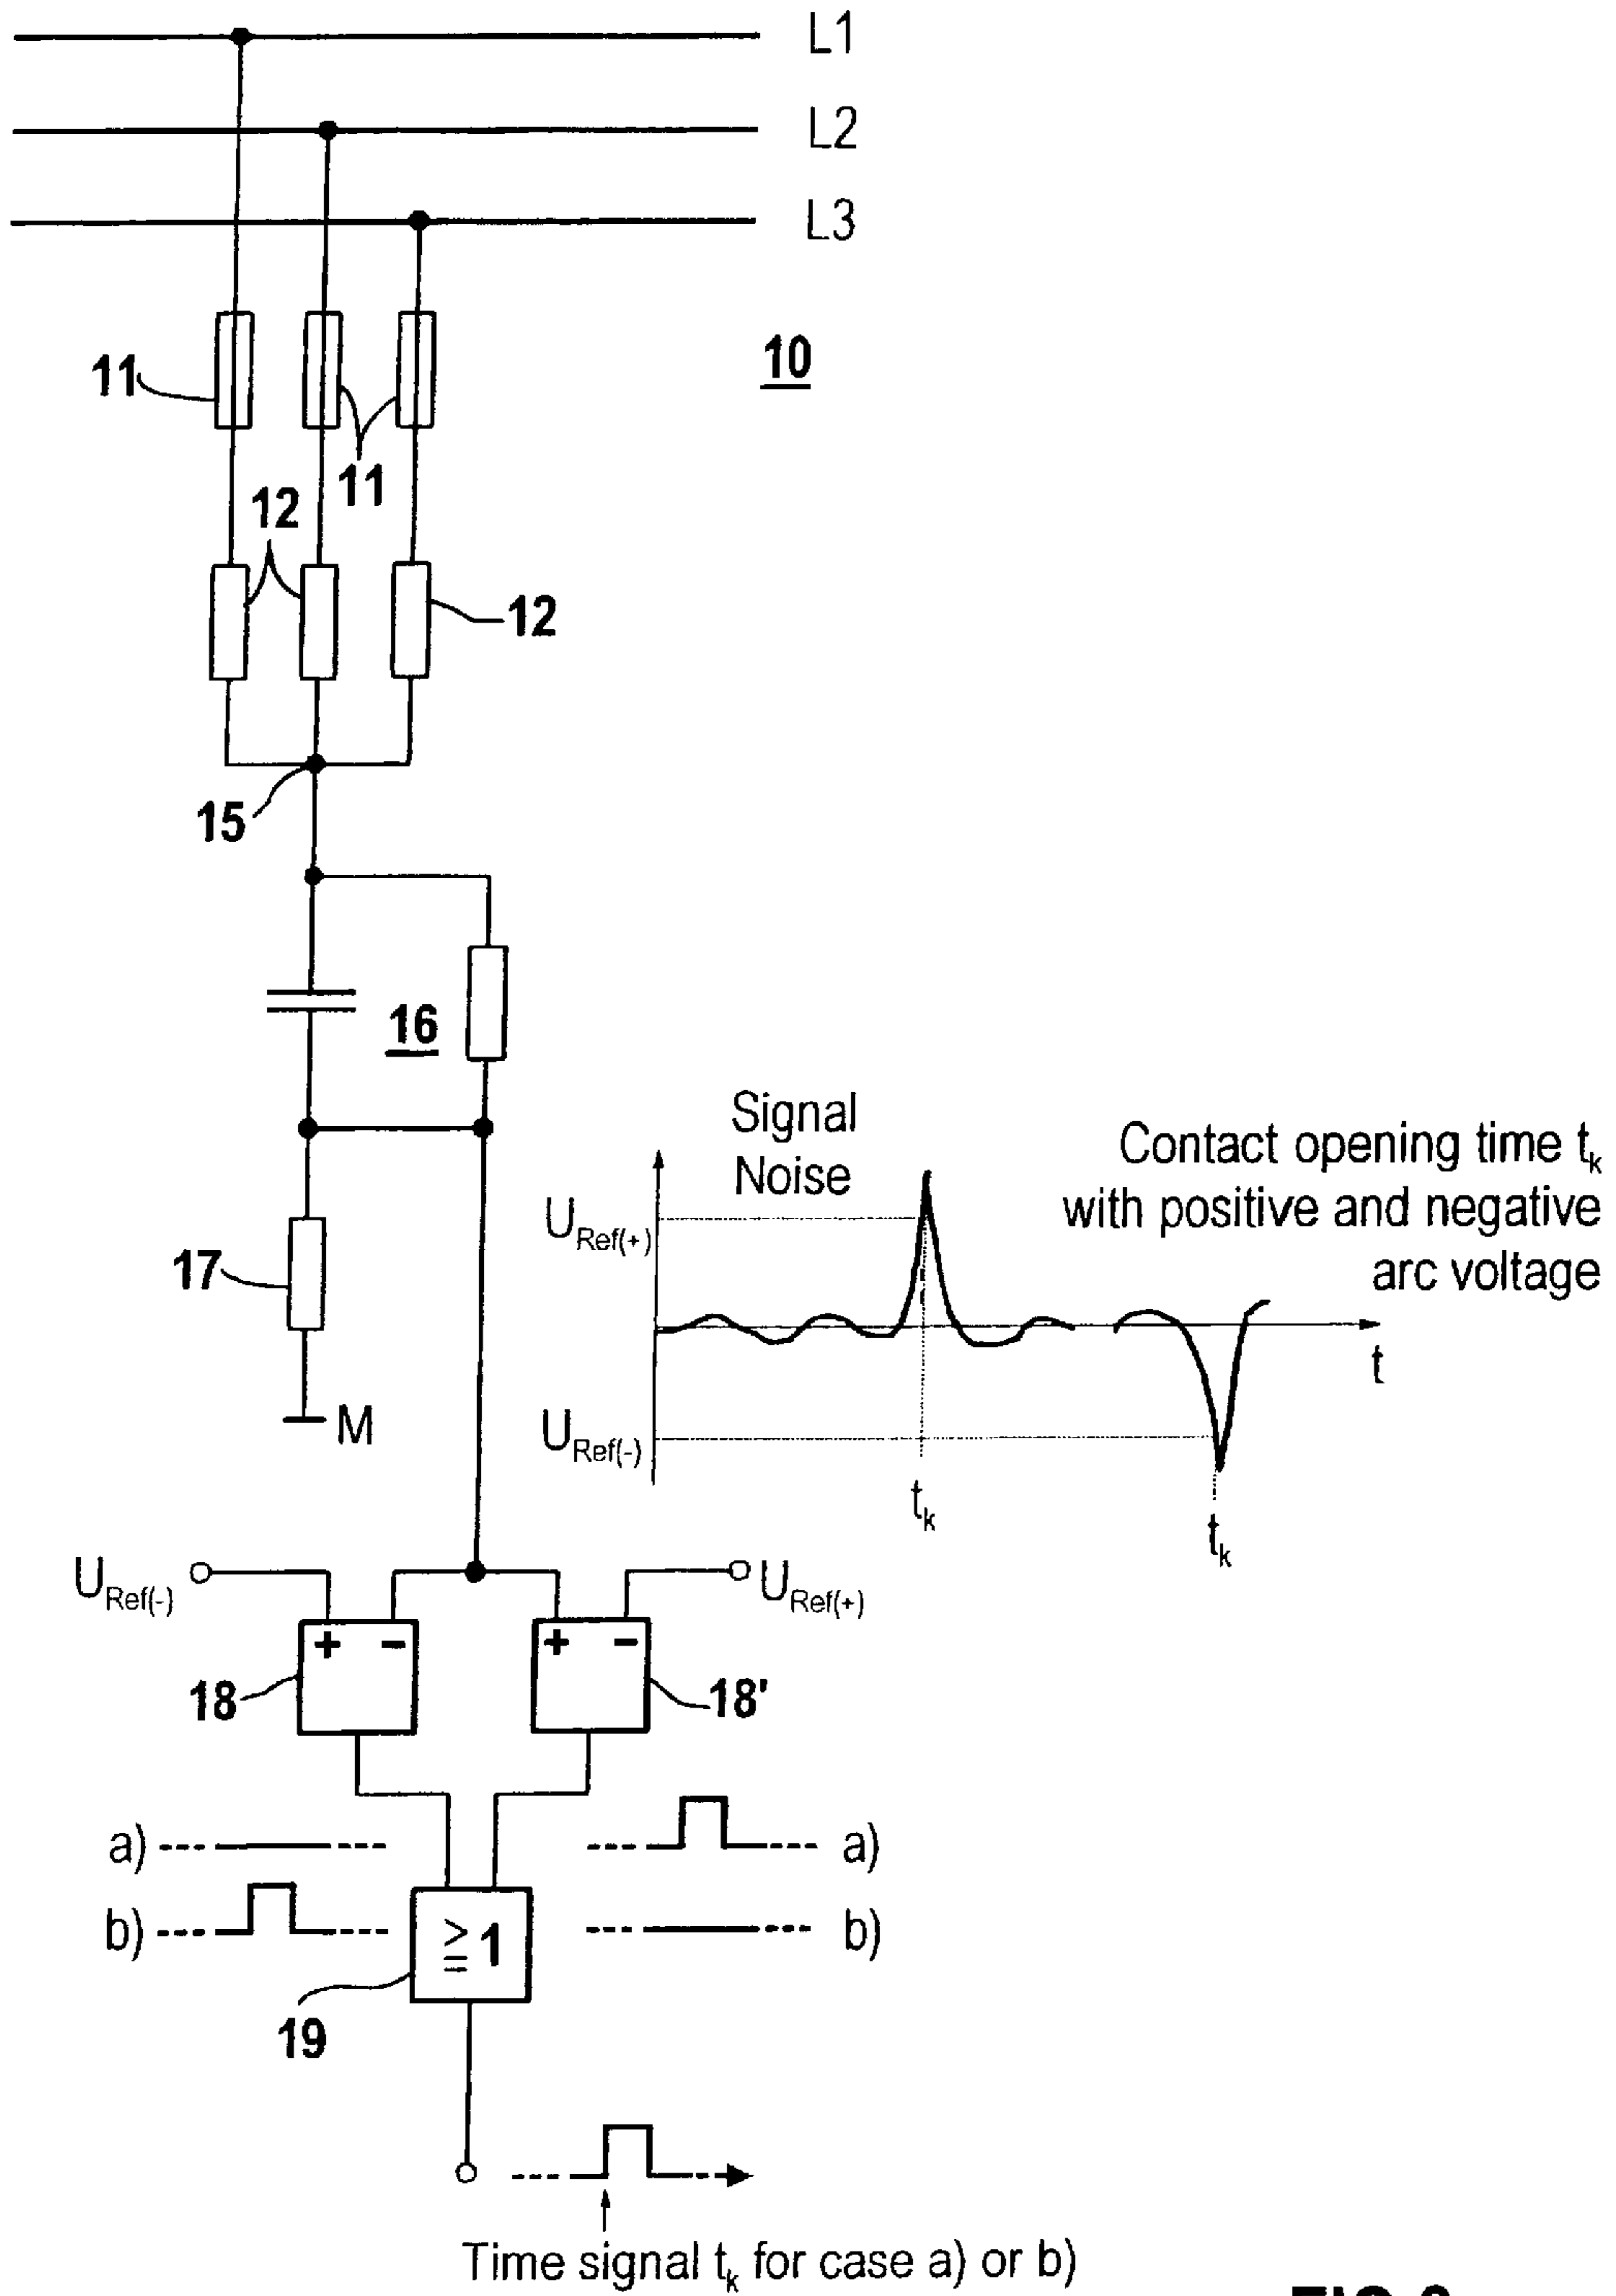 L1
L2
L3
10
11
11
12
12
15
16
Signal
Noise
Contact opening time tk
with positive and negative
arc voltage
URef(+)
17
t
M
URef(-)
tk
tk
URef(-)
URef(+)
+ -
+ -
18
18'
a)
a)
b)
b)
≥1
19
Time signal tk for case a) or b)